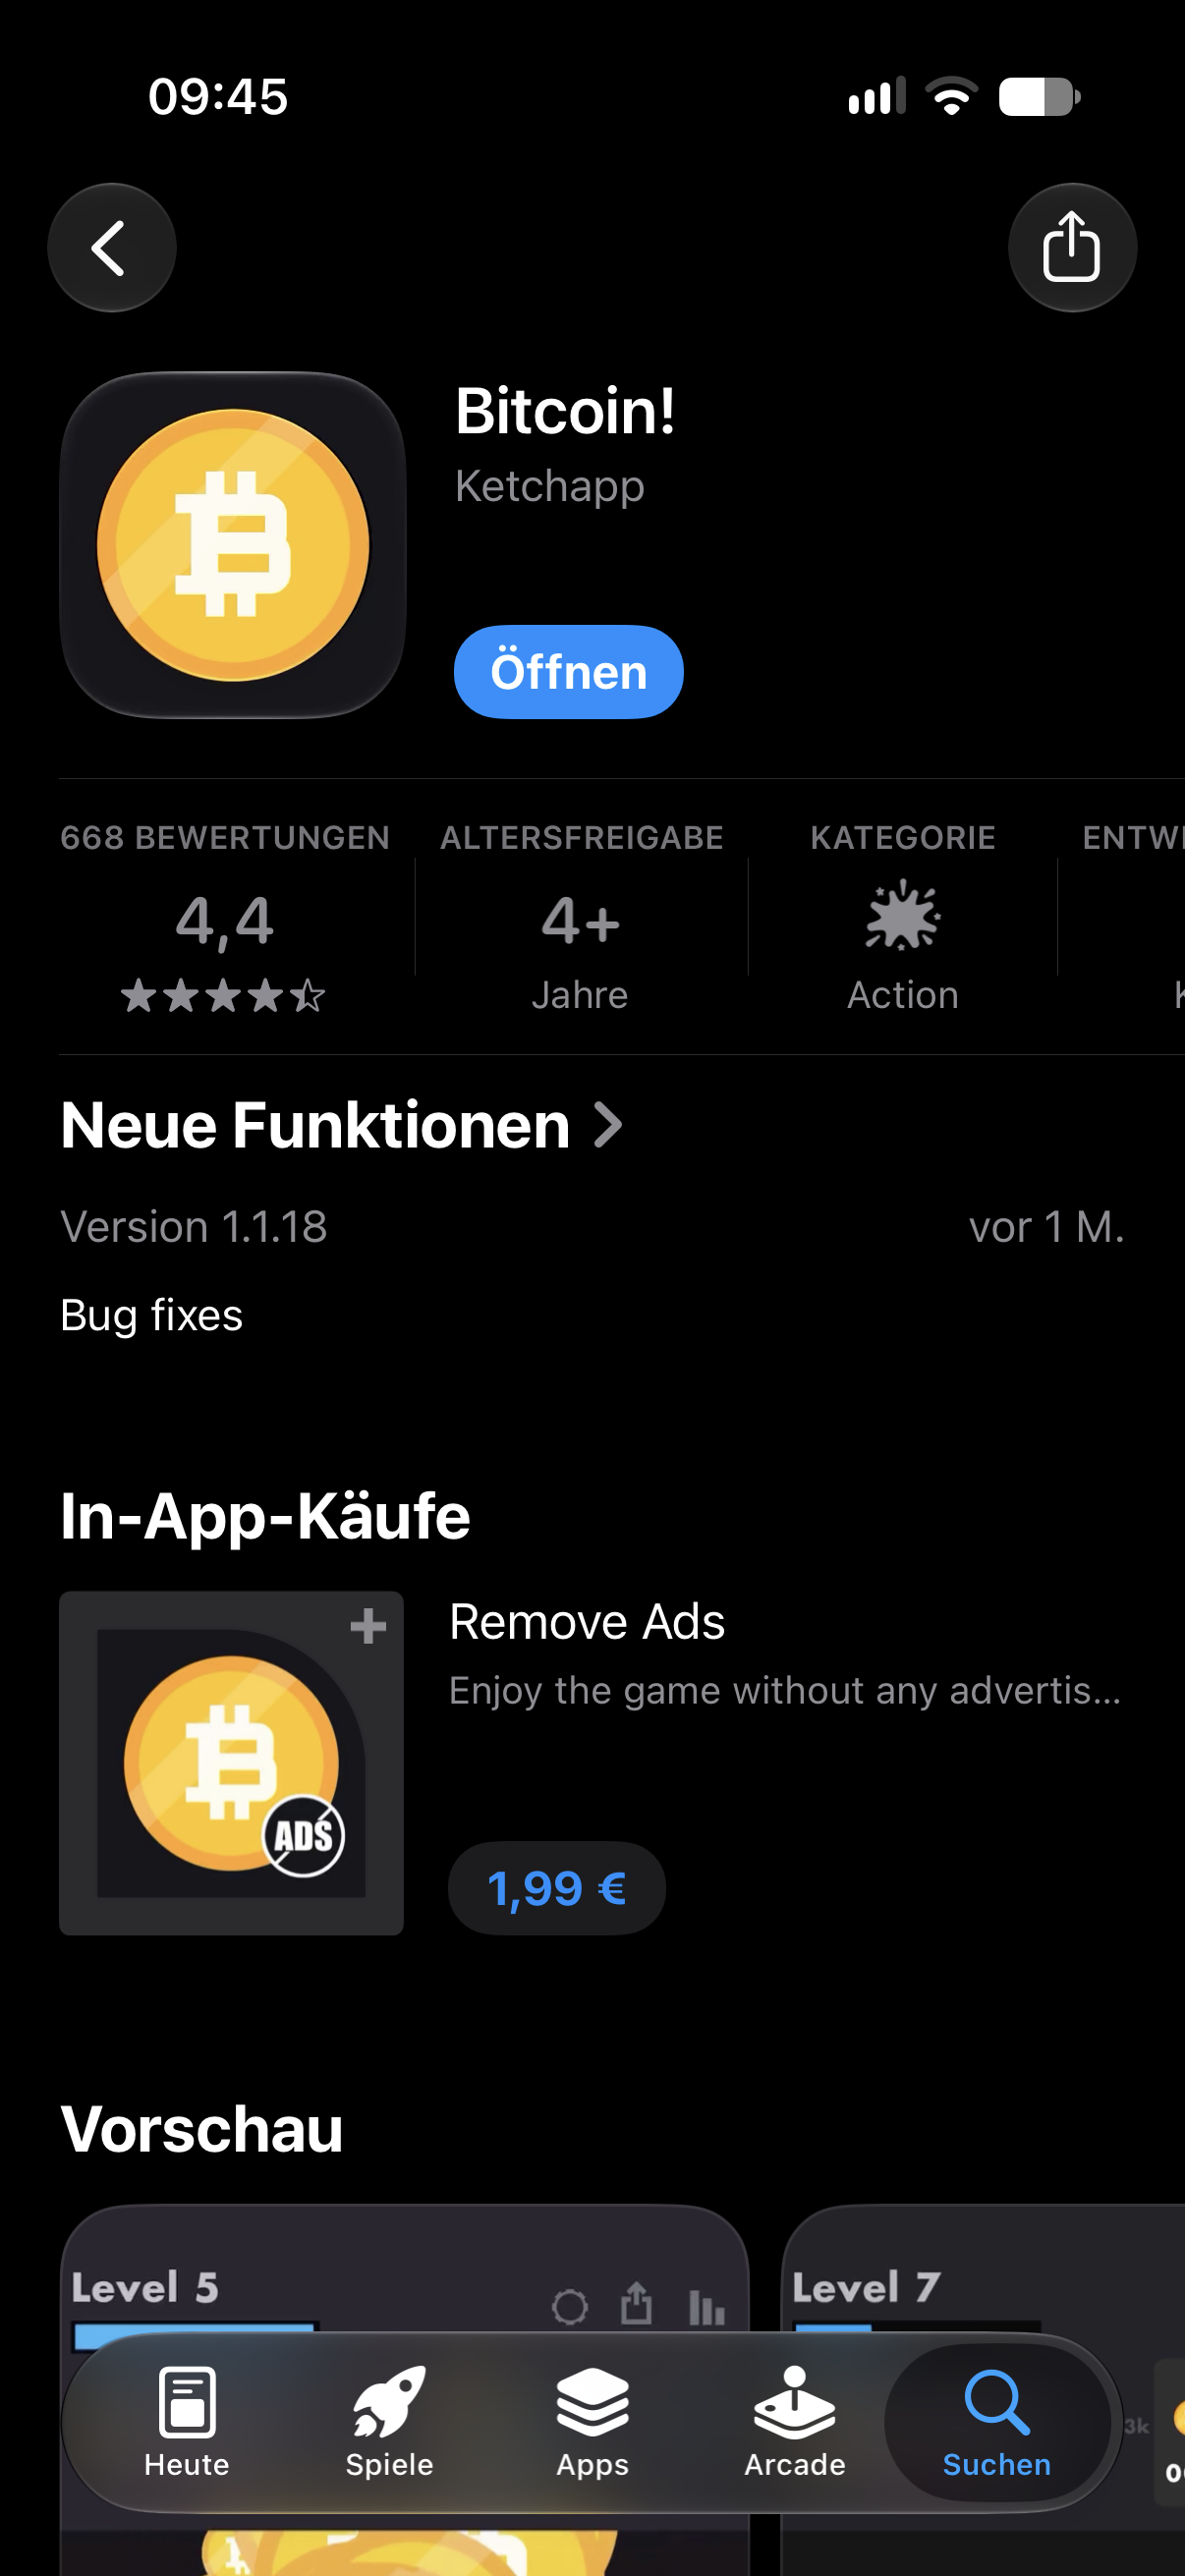 09:45
Bitcoin!
Ketchapp
Öffnen
668 BEWERTUNGEN
4,4
ALTERSFREIGABE
4+
Jahre
KATEGORIE
Action
Neue Funktionen
Version 1.1.18
vor 1 M.
Bug fixes
In-App-Käufe
Remove Ads
Enjoy the game without any advertis...
ADS
1,99 €
Vorschau
Level 5
Level 7
3k
Heute
Spiele
Apps
Arcade
Suchen